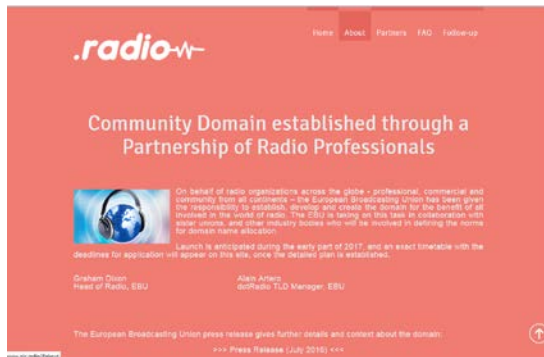 .radio
Home About Partners FAQ Follow-up
Community Domain established through a
Partnership of Radio Professionals
On behalf of radio organizations across the globe - professional, commercial and
community from all continents – the European Broadcasting Union has been given
the responsibility to establish, develop and create the domain for the benefit of all
involved in the world of radio. The EBU is taking on this task in collaboration with
sister unions, and other industry bodies who will be involved in defining the norms
for domain name allocation.
Launch is anticipated during the early part of 2017, and an exact timetable with the
deadlines for application will appear on this site, once the detailed plan is established.
Graham Dixon
Head of Radio, EBU
Alain Artero
dotRadio TLD Manager, EBU
The European Broadcasting Union press release gives further details and context about the domain:
>>> Press Release (July 2016) <<<